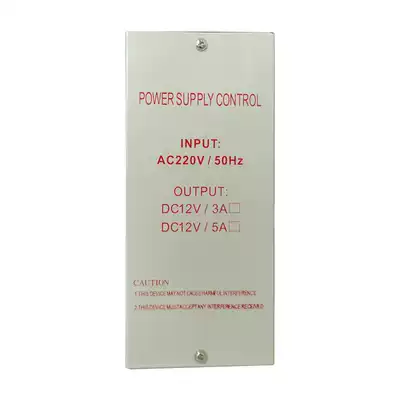 POWER SUPPLY CONTROL
INPUT:
AC220V / 50Hz
OUTPUT:
DC12V / 3A□
DC12V / 5A□
CAUTION
1.THIS DEVICE MAT NOT CAUSE HARMFUL INTERFERENCE.
2.THIS DEVICE MUST ACCEPT ANY INTERFERENCE RECEIVED.